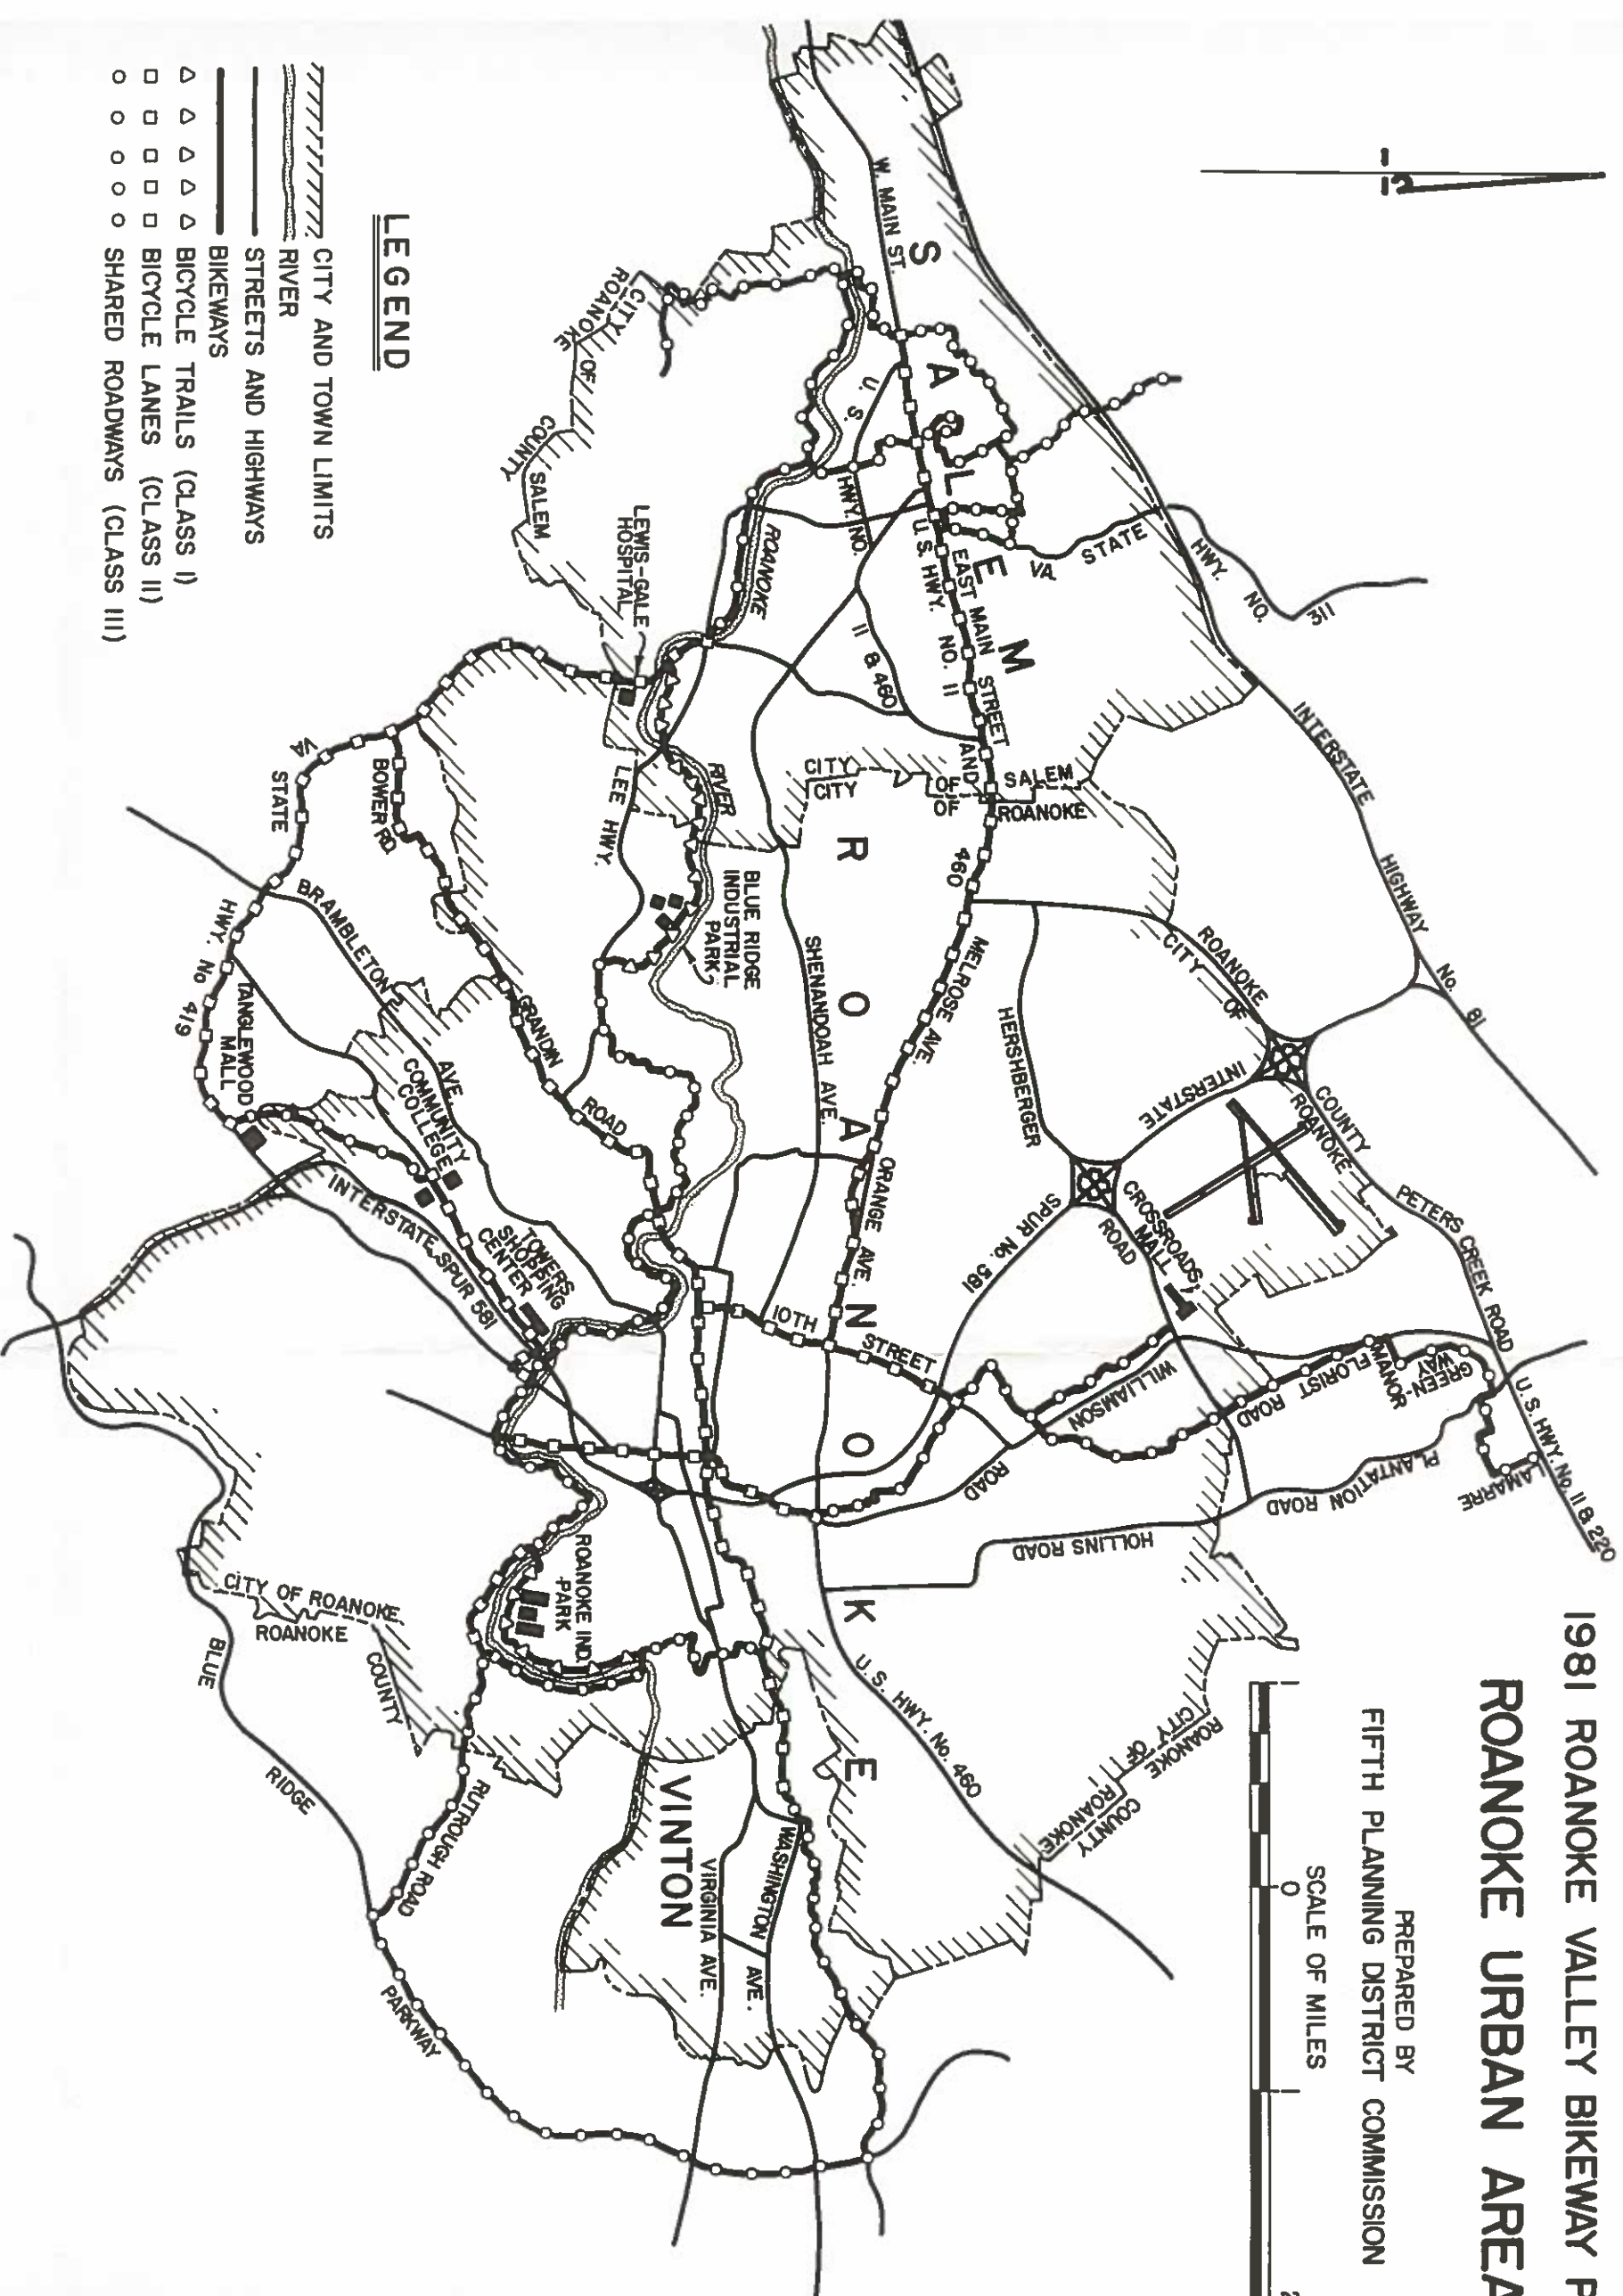 1981 ROANOKE VALLEY BIKEWAY P
ROANOKE URBAN AREA
PREPARED BY
FIFTH PLANNING DISTRICT COMMISSION
SCALE OF MILES
1
0
1
LEGEND
CITY AND TOWN LIMITS
RIVER
STREETS AND HIGHWAYS
BIKEWAYS
BICYCLE TRAILS (CLASS I)
BICYCLE LANES (CLASS II)
SHARED ROADWAYS (CLASS III)
SALEM
ROANOKE
VINTON
W. MAIN ST.
U. S. HWY. NO. 11 & 460
EAST MAIN STREET
U. S. HWY. NO. 11 AND 460
VA. STATE HWY. NO. 311
INTERSTATE HIGHWAY No. 81
CITY OF SALEM
CITY OF ROANOKE
CITY OF ROANOKE
ROANOKE COUNTY
CITY OF SALEM
ROANOKE COUNTY
LEWIS-GALE
HOSPITAL
ROANOKE RIVER
LEE HWY.
BLUE RIDGE
INDUSTRIAL
PARK
SHENANDOAH AVE.
MELROSE AVE.
ORANGE AVE.
HERSHBERGER ROAD
INTERSTATE SPUR No. 581
CROSSROADS
MALL
PETERS CREEK ROAD
U. S. HWY. No. 11 & 220
GREEN-
WAY
MANOR
FLORIST ROAD
LAMARRE
PLANTATION ROAD
HOLLINS ROAD
WILLIAMSON ROAD
10TH STREET
U. S. HWY. No. 460
CITY OF ROANOKE
ROANOKE COUNTY
VA STATE HWY. No 419
BOWER RD.
BRAMBLETON AVE.
GRANDIN ROAD
TANGLEWOOD
MALL
COMMUNITY
COLLEGE
TOWERS
SHOPPING
CENTER
INTERSTATE SPUR 581
ROANOKE IND.
PARK
CITY OF ROANOKE
ROANOKE COUNTY
BLUE RIDGE PARKWAY
RUTROUGH ROAD
WASHINGTON AVE.
VIRGINIA AVE.